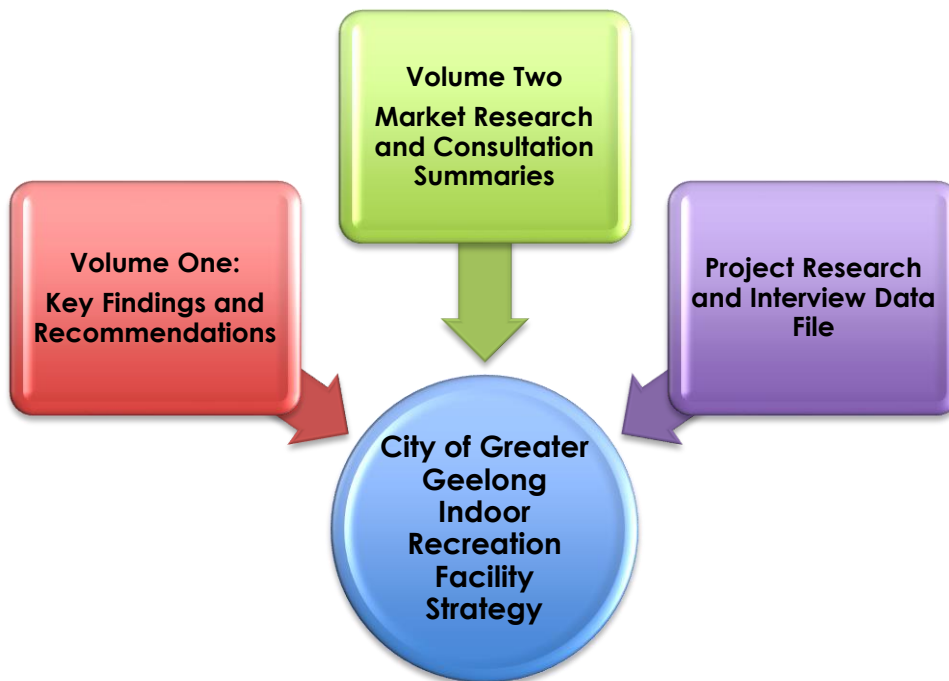 Volume Two
Market Research
and Consultation
Summaries
Volume One:
Key Findings and
Recommendations
Project Research
and Interview Data
File
City of Greater
Geelong
Indoor
Recreation
Facility
Strategy